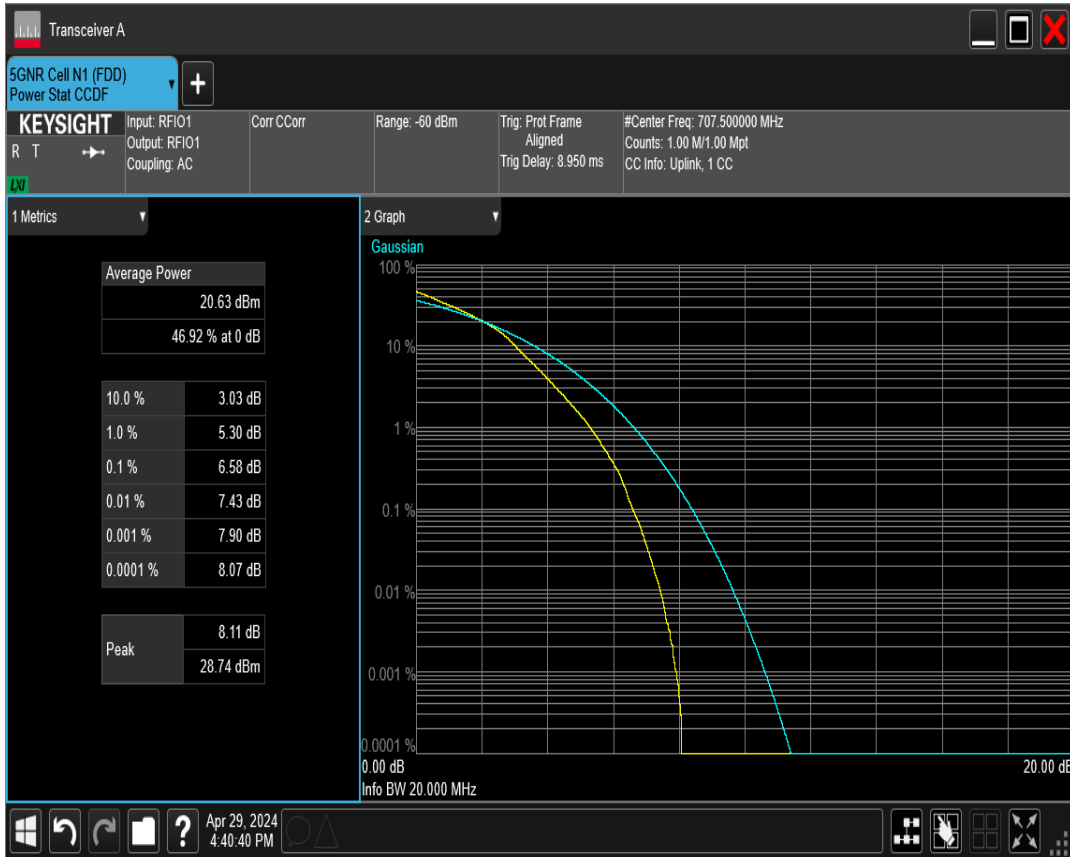 Transceiver A
5GNR Cell N1 (FDD)
Power Stat CCDF
+
KEYSIGHT
R T
LXI
Input: RFIO1
Output: RFIO1
Coupling: AC
Corr CCorr
Range: -60 dBm
Trig: Prot Frame
Aligned
Trig Delay: 8.950 ms
#Center Freq: 707.500000 MHz
Counts: 1.00 M/1.00 Mpt
CC Info: Uplink, 1 CC
1 Metrics
Average Power
20.63 dBm
46.92 % at 0 dB
10.0 % 3.03 dB
1.0 % 5.30 dB
0.1 % 6.58 dB
0.01 % 7.43 dB
0.001 % 7.90 dB
0.0001 % 8.07 dB
Peak
8.11 dB
28.74 dBm
2 Graph
Gaussian
100 %
10 %
1 %
0.1 %
0.01 %
0.001 %
0.0001 %
0.00 dB 20.00 dB
Info BW 20.000 MHz
?
Apr 29, 2024
4:40:40 PM